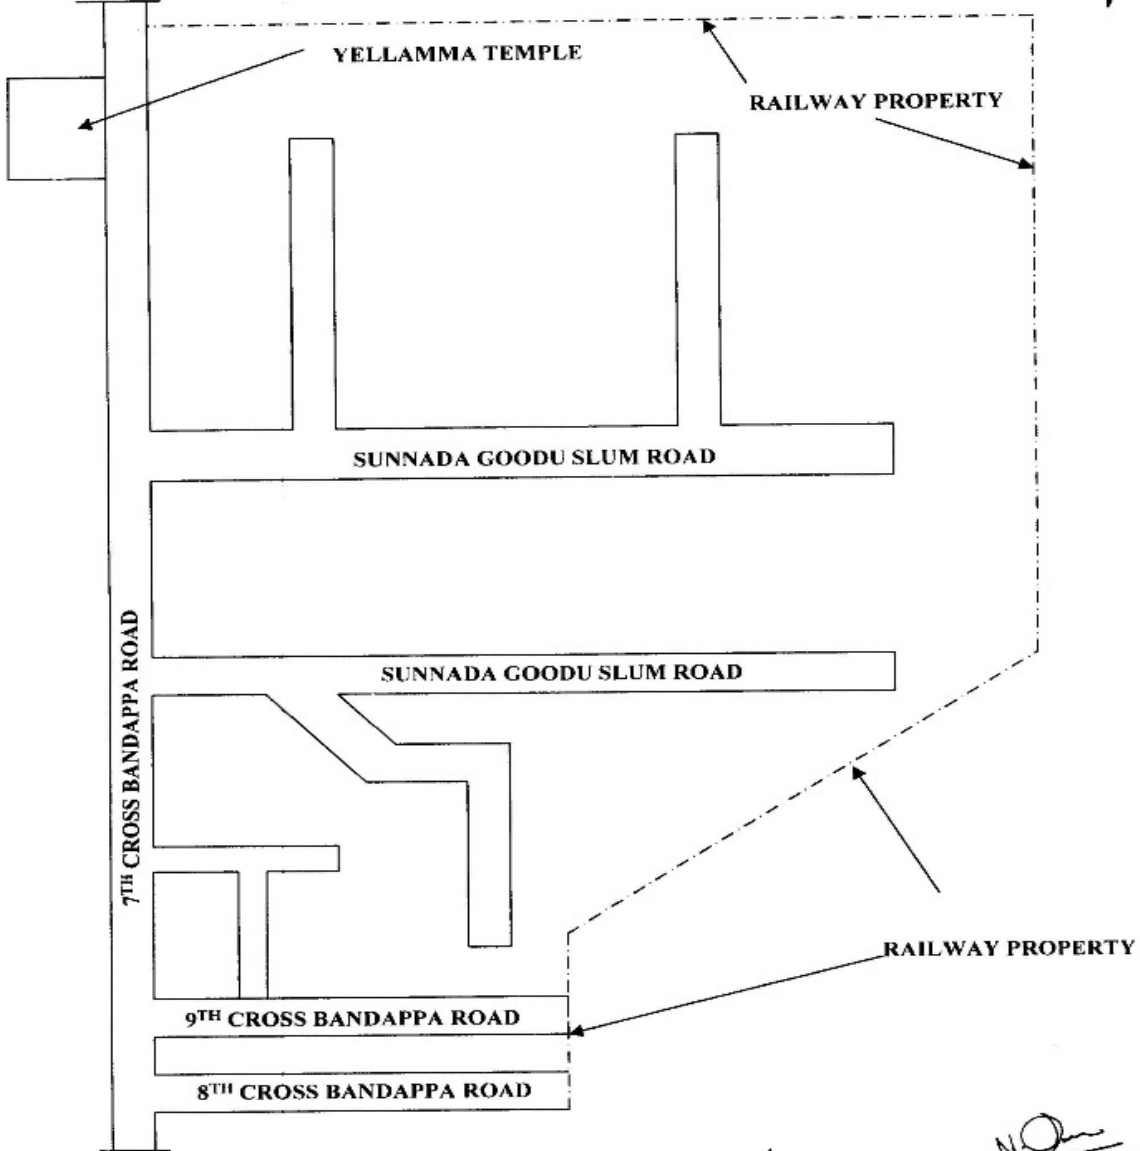 YELLAMMA TEMPLE
RAILWAY PROPERTY
SUNNADA GOODU SLUM ROAD
SUNNADA GOODU SLUM ROAD
7TH CROSS BANDAPPA ROAD
RAILWAY PROPERTY
9TH CROSS BANDAPPA ROAD
8TH CROSS BANDAPPA ROAD